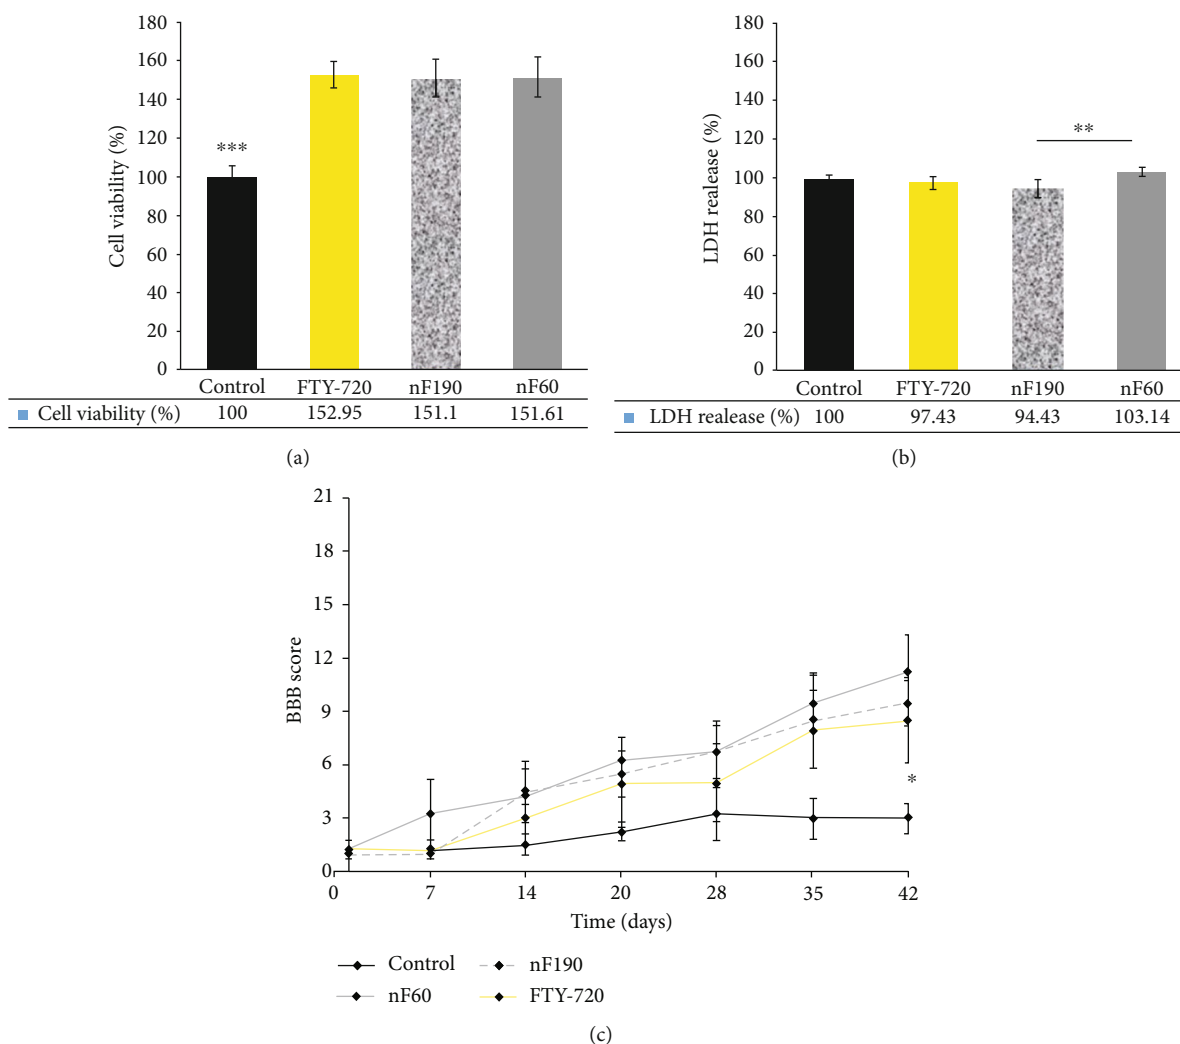 180
160
140
120
100
80
60
40
20
0
Cell viability (%)
***
Control FTY-720 nF190 nF60
Cell viability (%) 100 152.95 151.1 151.61
(a)
180
160
140
120
100
80
60
40
20
0
LDH realease (%)
**
Control FTY-720 nF190 nF60
LDH realease (%) 100 97.43 94.43 103.14
(b)
21
18
15
12
9
6
3
0
BBB score
*
0 7 14 20 28 35 42
Time (days)
Control nF190
nF60 FTY-720
(c)